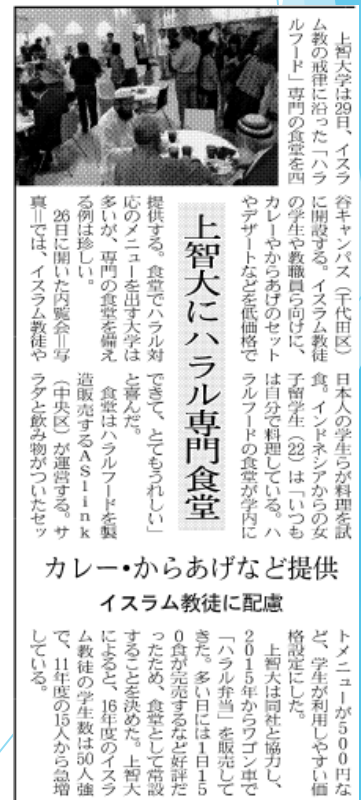 上智大にハラル専門食堂
カレー・からあげなど提供
イスラム教徒に配慮
上智大学は29日、イスラ
ム教の戒律に沿った「ハラ
ルフード」専門の食堂を四
谷キャンパス（千代田区）
に開設する。イスラム教徒
の学生や教職員ら向けに、
カレーやからあげのセット
やデザートなどを低価格で
提供する。食堂でハラル対
応のメニューを出す大学は
多いが、専門の食堂を備え
る例は珍しい。
26日に開いた内覧会＝写
真＝では、イスラム教徒や
日本人の学生らが料理を試
食。インドネシアからの女
子留学生（22）は「いつも
は自分で料理している。ハ
ラルフードの食堂が学内に
できて、とてもうれしい」
と喜んだ。
食堂はハラルフードを製
造販売するＡＳｌｉｎｋ
（中央区）が運営する。サ
ラダと飲み物がついたセッ
トメニューが５００円な
ど、学生が利用しやすい価
格設定にした。
上智大は同社と協力し、
２０１５年からワゴン車で
「ハラル弁当」を販売して
きた。多い日には１日１５
０食が完売するなど好評だ
ったため、食堂として常設
することを決めた。上智大
によると、16年度のイスラ
ム教徒の学生数は50人強
で、11年度の15人から急増
している。